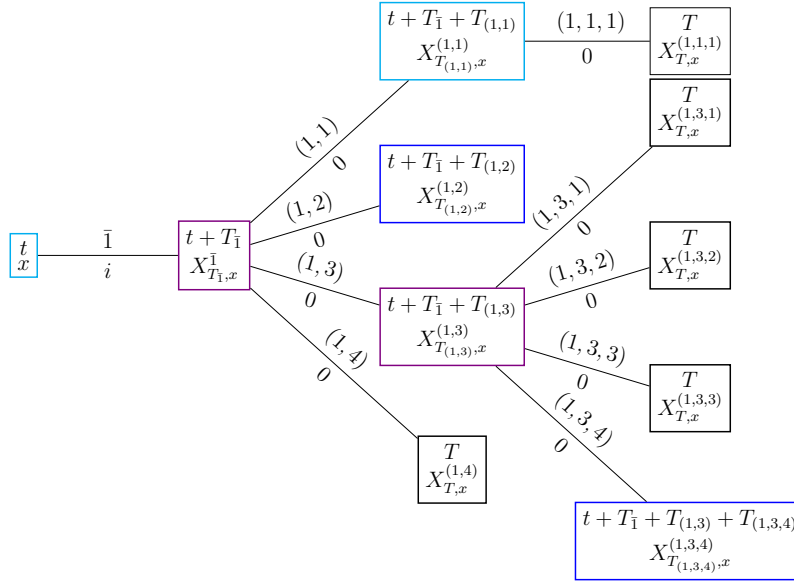 t + T_{\bar{1}} + T_{(1,1)}
X^{(1,1)}_{T_{(1,1)},x}
(1, 1, 1)
0
T
X^{(1,1,1)}_{T,x}
T
X^{(1,3,1)}_{T,x}
(1, 1)
0
t + T_{\bar{1}} + T_{(1,2)}
X^{(1,2)}_{T_{(1,2)},x}
(1, 2)
0
(1, 3, 1)
0
t
x
\bar{1}
i
t + T_{\bar{1}}
X^{\bar{1}}_{T_{\bar{1}},x}
(1, 3)
0
t + T_{\bar{1}} + T_{(1,3)}
X^{(1,3)}_{T_{(1,3)},x}
(1, 3, 2)
0
T
X^{(1,3,2)}_{T,x}
(1, 4)
0
(1, 3, 3)
0
T
X^{(1,3,3)}_{T,x}
T
X^{(1,4)}_{T,x}
(1, 3, 4)
0
t + T_{\bar{1}} + T_{(1,3)} + T_{(1,3,4)}
X^{(1,3,4)}_{T_{(1,3,4)},x}